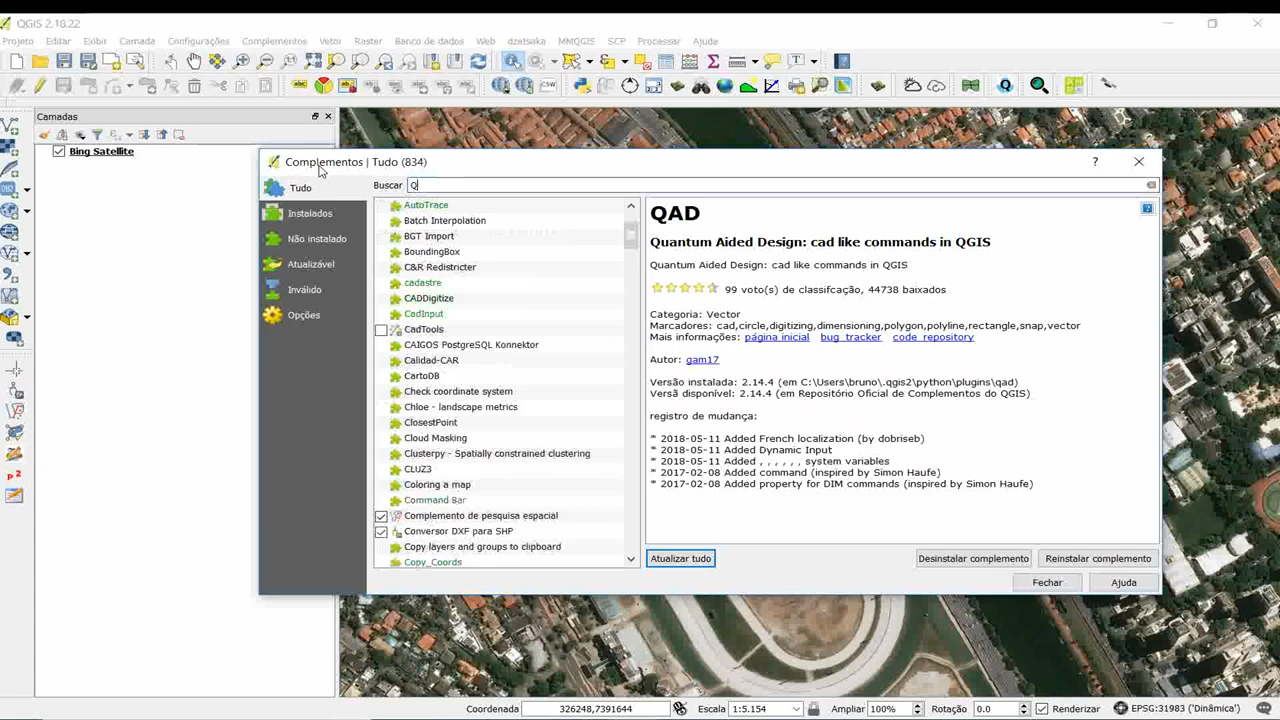 QGIS 2.18.22
Projeto Editar Exibir Camada Configurações Complementos Vetor Raster Banco de dados Web dzetsaka MMQGIS SCP Processar Ajuda
Camadas
Bing Satellite
Complementos | Tudo (834)
Tudo
Instalados
Não instalado
Atualizável
Inválido
Opções
Buscar Q
AutoTrace
Batch Interpolation
BGT Import
BoundingBox
C&R Redistricter
cadastre
CADDigitize
CadInput
CadTools
CAIGOS PostgreSQL Konnektor
Calidad-CAR
CartoDB
Check coordinate system
Chloe - landscape metrics
ClosestPoint
Cloud Masking
Clusterpy - Spatially constrained clustering
CLUZ3
Coloring a map
Command Bar
Complemento de pesquisa espacial
Conversor DXF para SHP
Copy layers and groups to clipboard
Copy_Coords
QAD
Quantum Aided Design: cad like commands in QGIS
Quantum Aided Design: cad like commands in QGIS
99 voto(s) de classifcação, 44738 baixados
Categoria: Vector
Marcadores: cad,circle,digitizing,dimensioning,polygon,polyline,rectangle,snap,vector
Mais informações: página inicial bug_tracker code_repository
Autor: gam17
Versão instalada: 2.14.4 (em C:\Users\bruno\.qgis2\python\plugins\qad)
Versã disponível: 2.14.4 (em Repositório Oficial de Complementos do QGIS)
registro de mudança:
* 2018-05-11 Added French localization (by dobriseb)
* 2018-05-11 Added Dynamic Input
* 2018-05-11 Added , , , , , , system variables
* 2017-02-08 Added command (inspired by Simon Haufe)
* 2017-02-08 Added property for DIM commands (inspired by Simon Haufe)
Atualizar tudo Desinstalar complemento Reinstalar complemento
Fechar Ajuda
Coordenada 326248,7391644 Escala 1:5.154 Ampliar 100% Rotação 0.0 Renderizar EPSG:31983 ('Dinâmica')